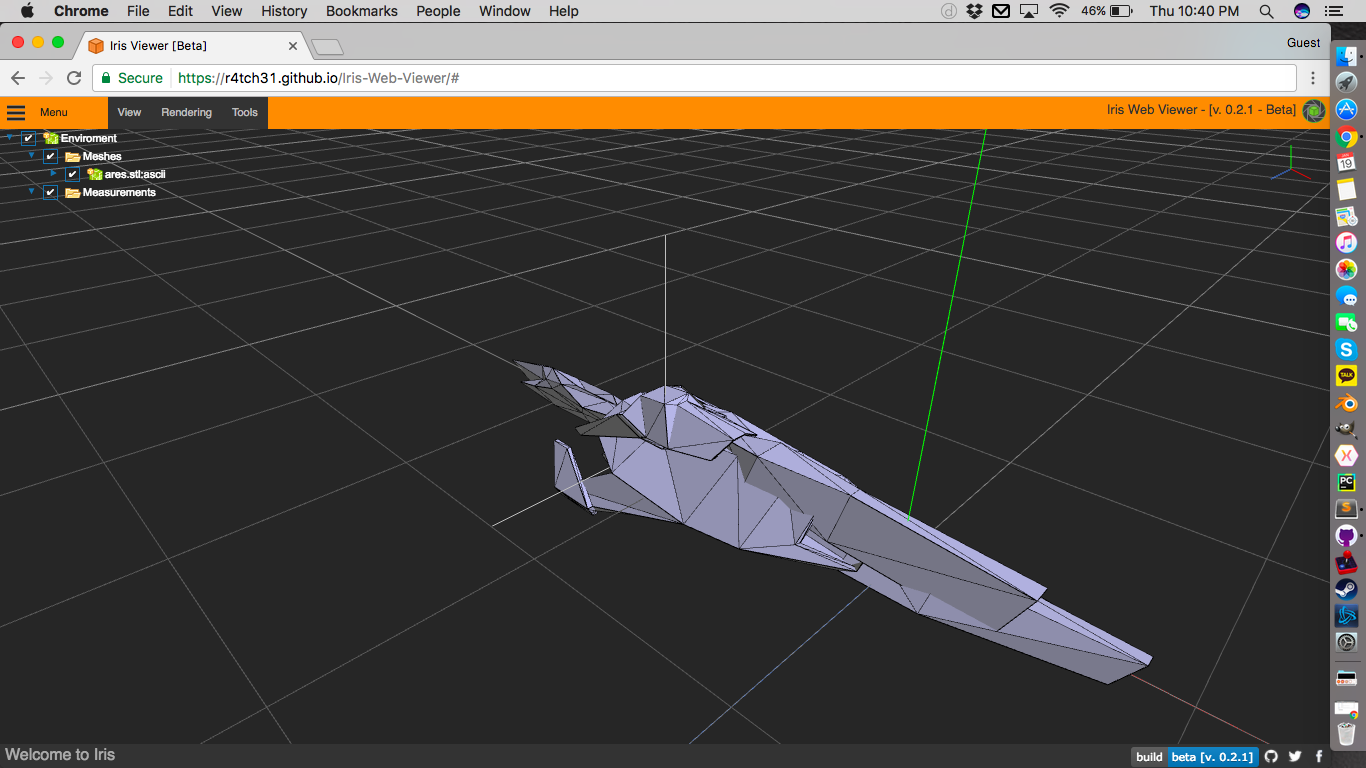 Chrome File Edit View History Bookmarks People Window Help 46% Thu 10:40 PM
Iris Viewer [Beta] Guest
Secure https://r4tch31.github.io/Iris-Web-Viewer/#
Menu View Rendering Tools Iris Web Viewer - [v. 0.2.1 - Beta]
Enviroment
Meshes
ares.stl:ascii
Measurements
19
TALK
PC
Welcome to Iris build beta [v. 0.2.1]